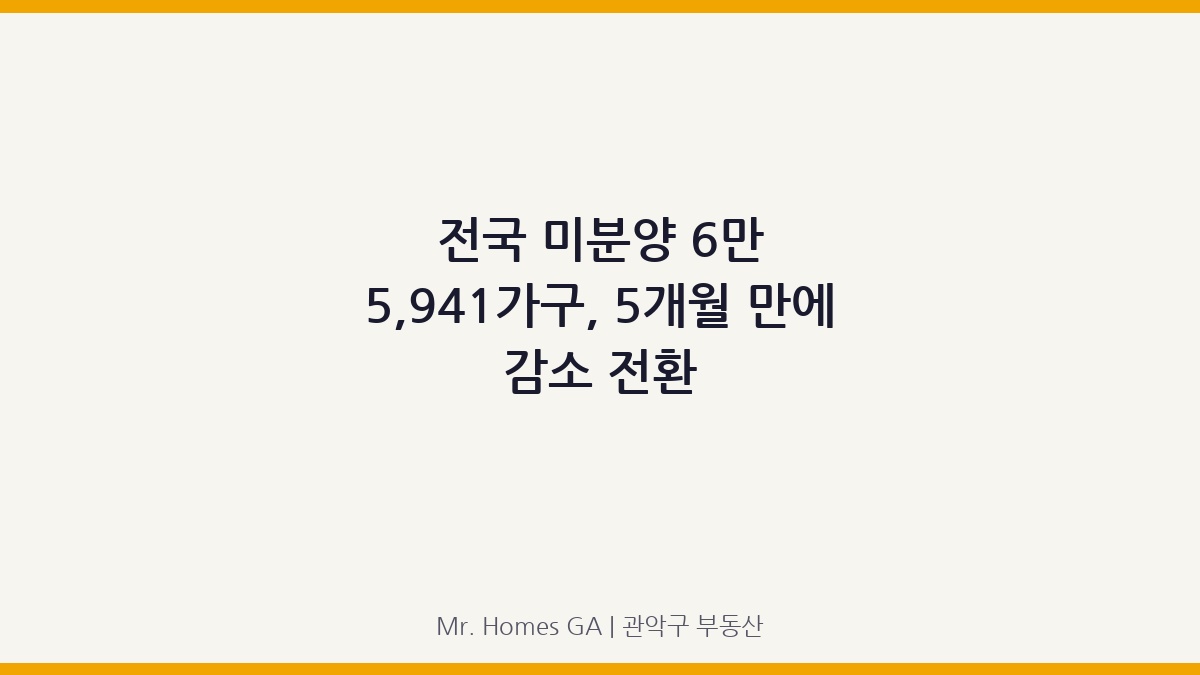 전국 미분양 6만
5,941가구, 5개월 만에
감소 전환
Mr. Homes GA | 관악구 부동산